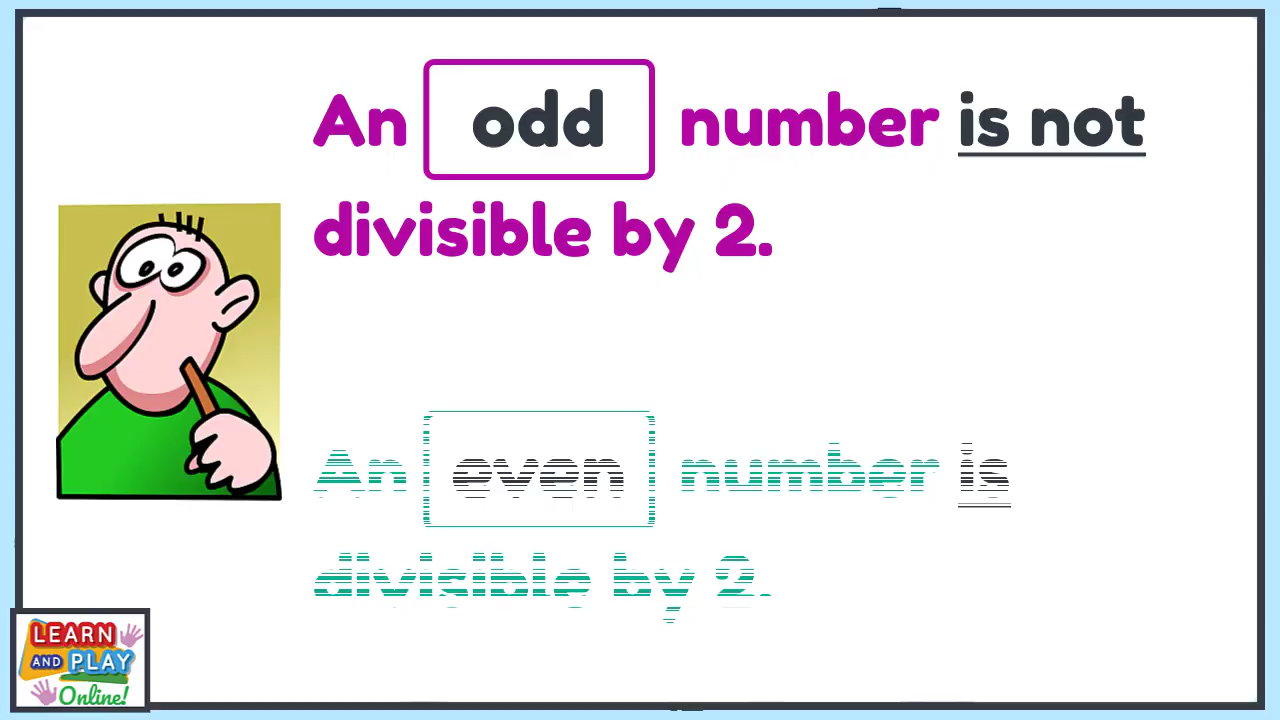 An odd number is not
divisible by 2.
An even number is
divisible by 2.
LEARN
AND PLAY
Online!